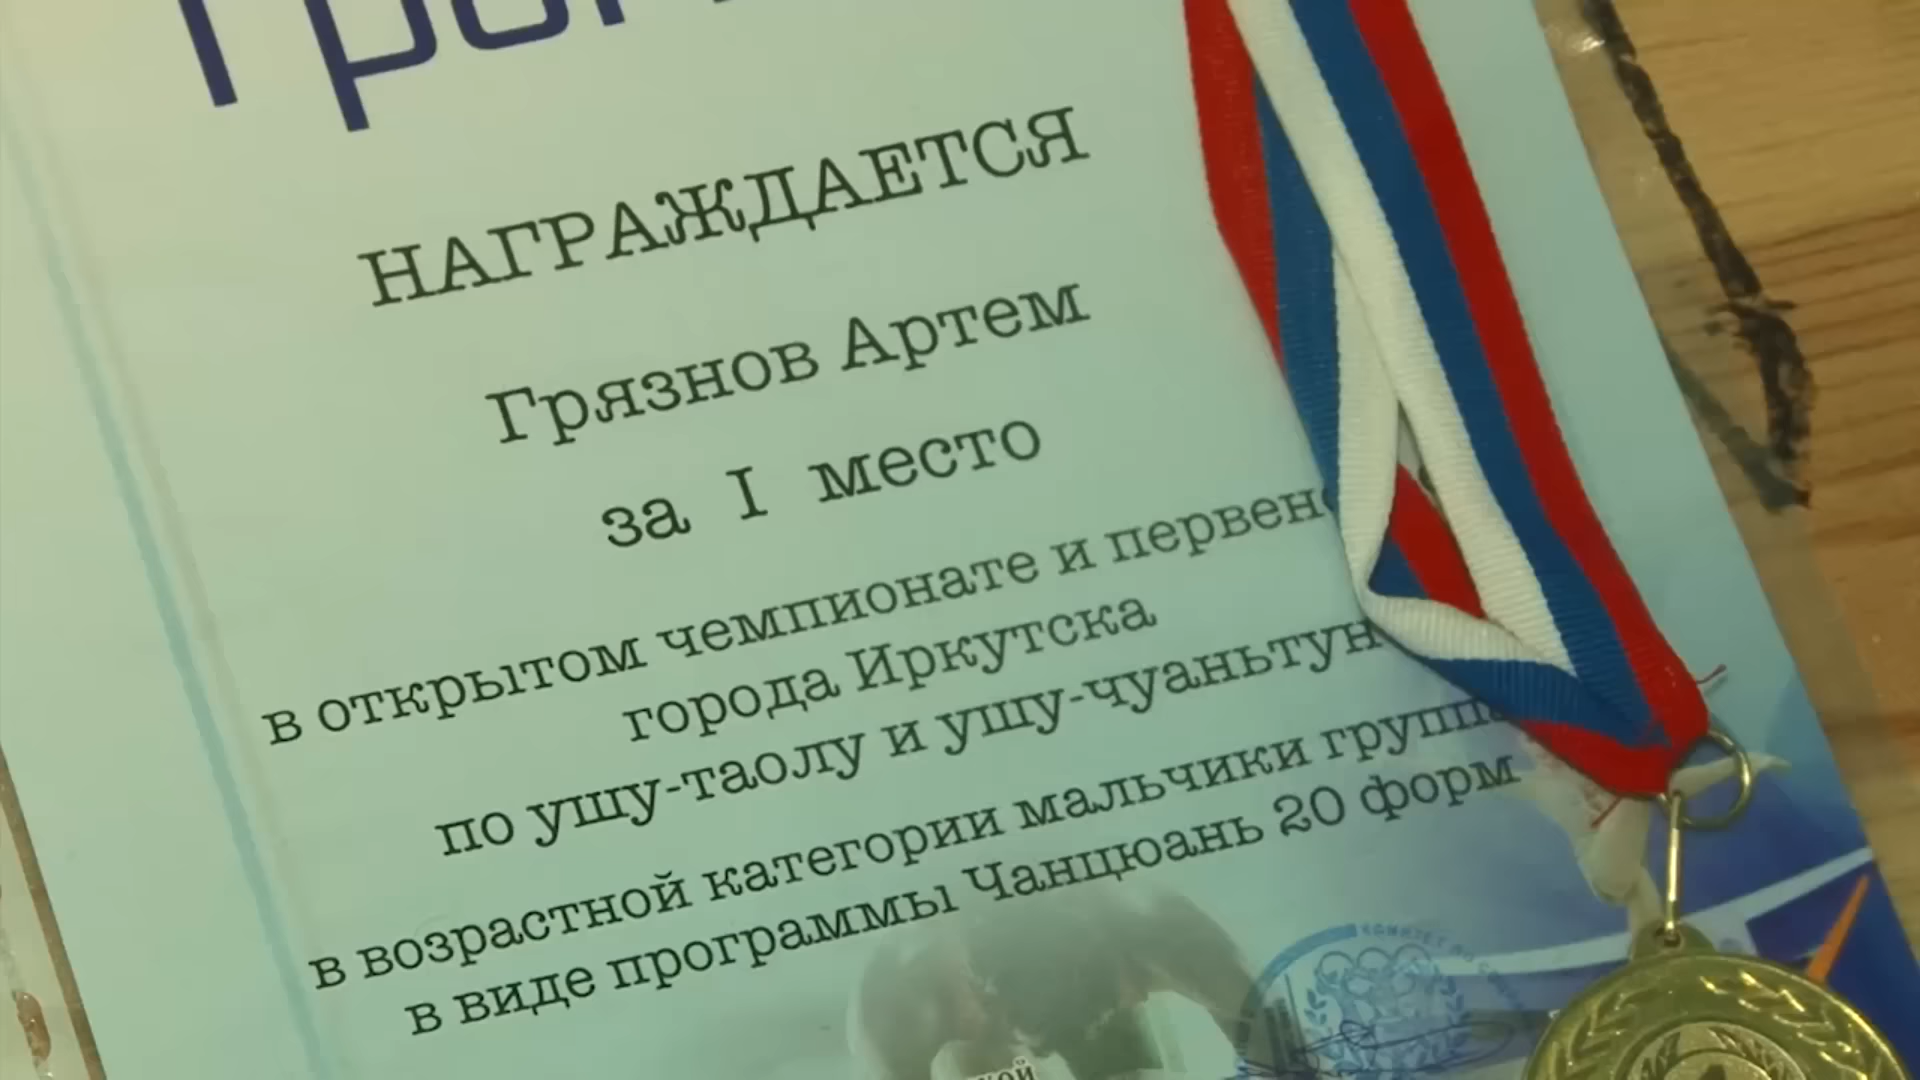 НАГРАЖДАЕТСЯ
Грязнов Артем
за I место
в открытом чемпионате и первен
города Иркутска
по ушу-таолу и ушу-чуаньтун
в возрастной категории мальчики группа
в виде программы Чанцюань 20 форм